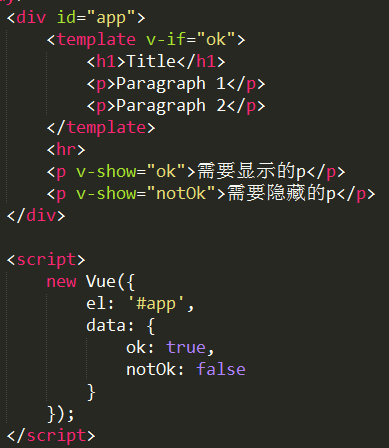 <div id="app">
    <template v-if="ok">
        <h1>Title</h1>
        <p>Paragraph 1</p>
        <p>Paragraph 2</p>
    </template>
    <hr>
    <p v-show="ok">需要显示的p</p>
    <p v-show="notOk">需要隐藏的p</p>
</div>

<script>
    new Vue({
        el: '#app',
        data: {
            ok: true,
            notOk: false
        }
    });
</script>